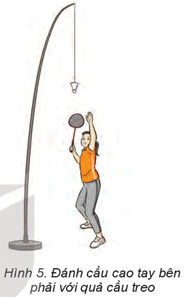 Hình 5. Đánh cầu cao tay bên
phải với quả cầu treo